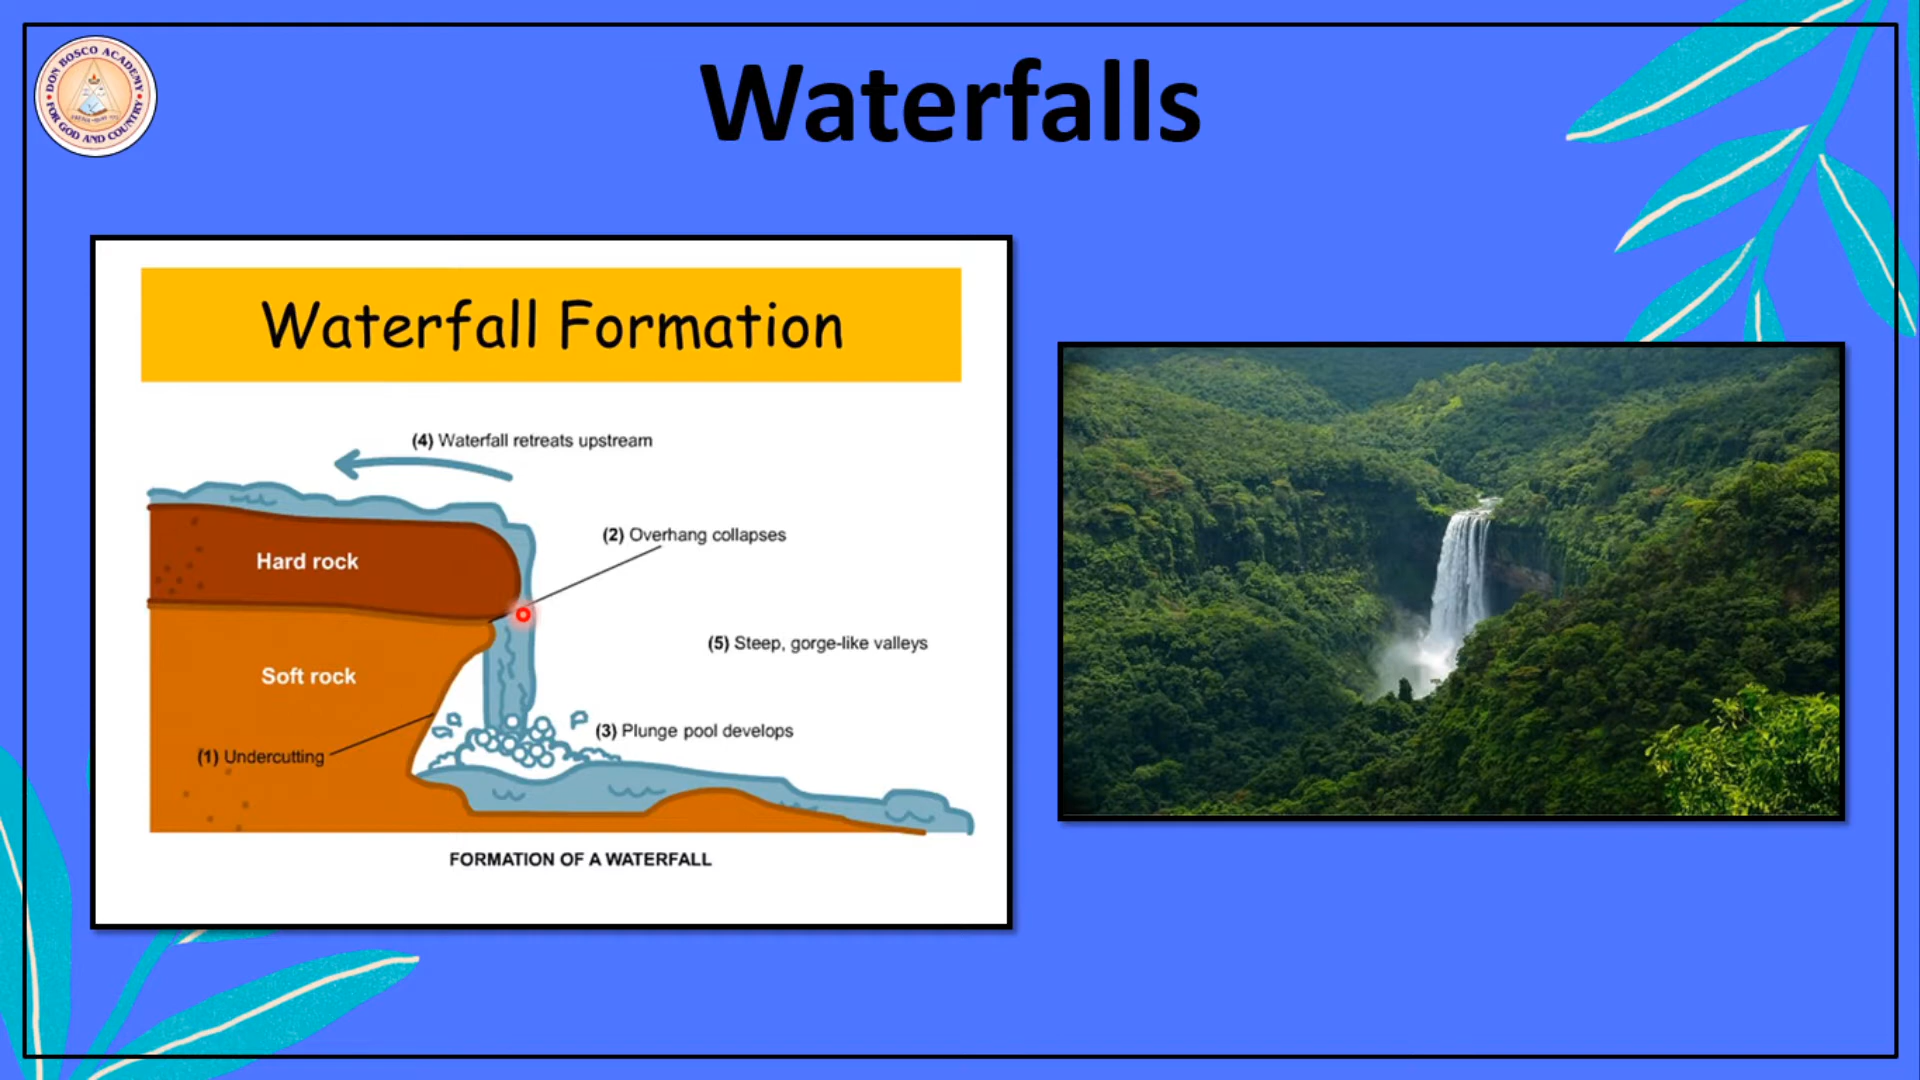 DON BOSCO ACADEMY
FOR GOD AND COUNTRY
Waterfalls
Waterfall Formation
(4) Waterfall retreats upstream
(2) Overhang collapses
Hard rock
(5) Steep, gorge-like valleys
Soft rock
(3) Plunge pool develops
(1) Undercutting
FORMATION OF A WATERFALL